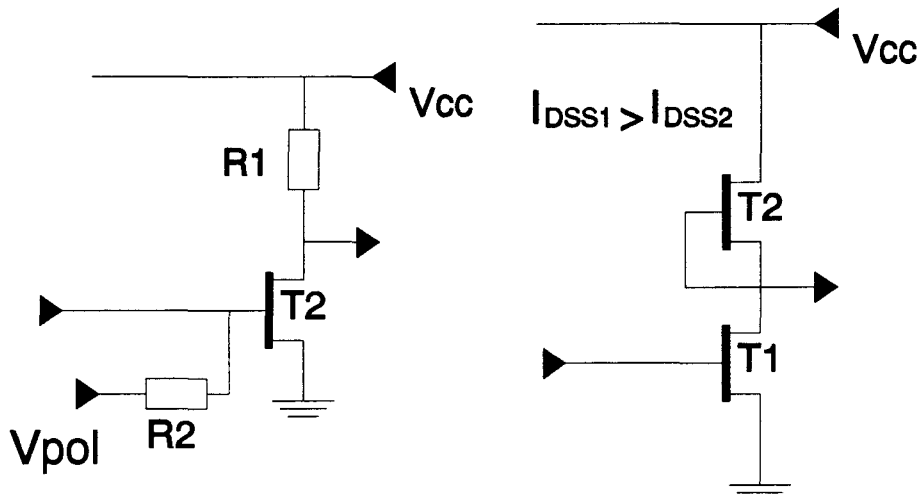 Vcc
R1
T2
R2
Vpol
Vcc
IDSS1 > IDSS2
T2
T1